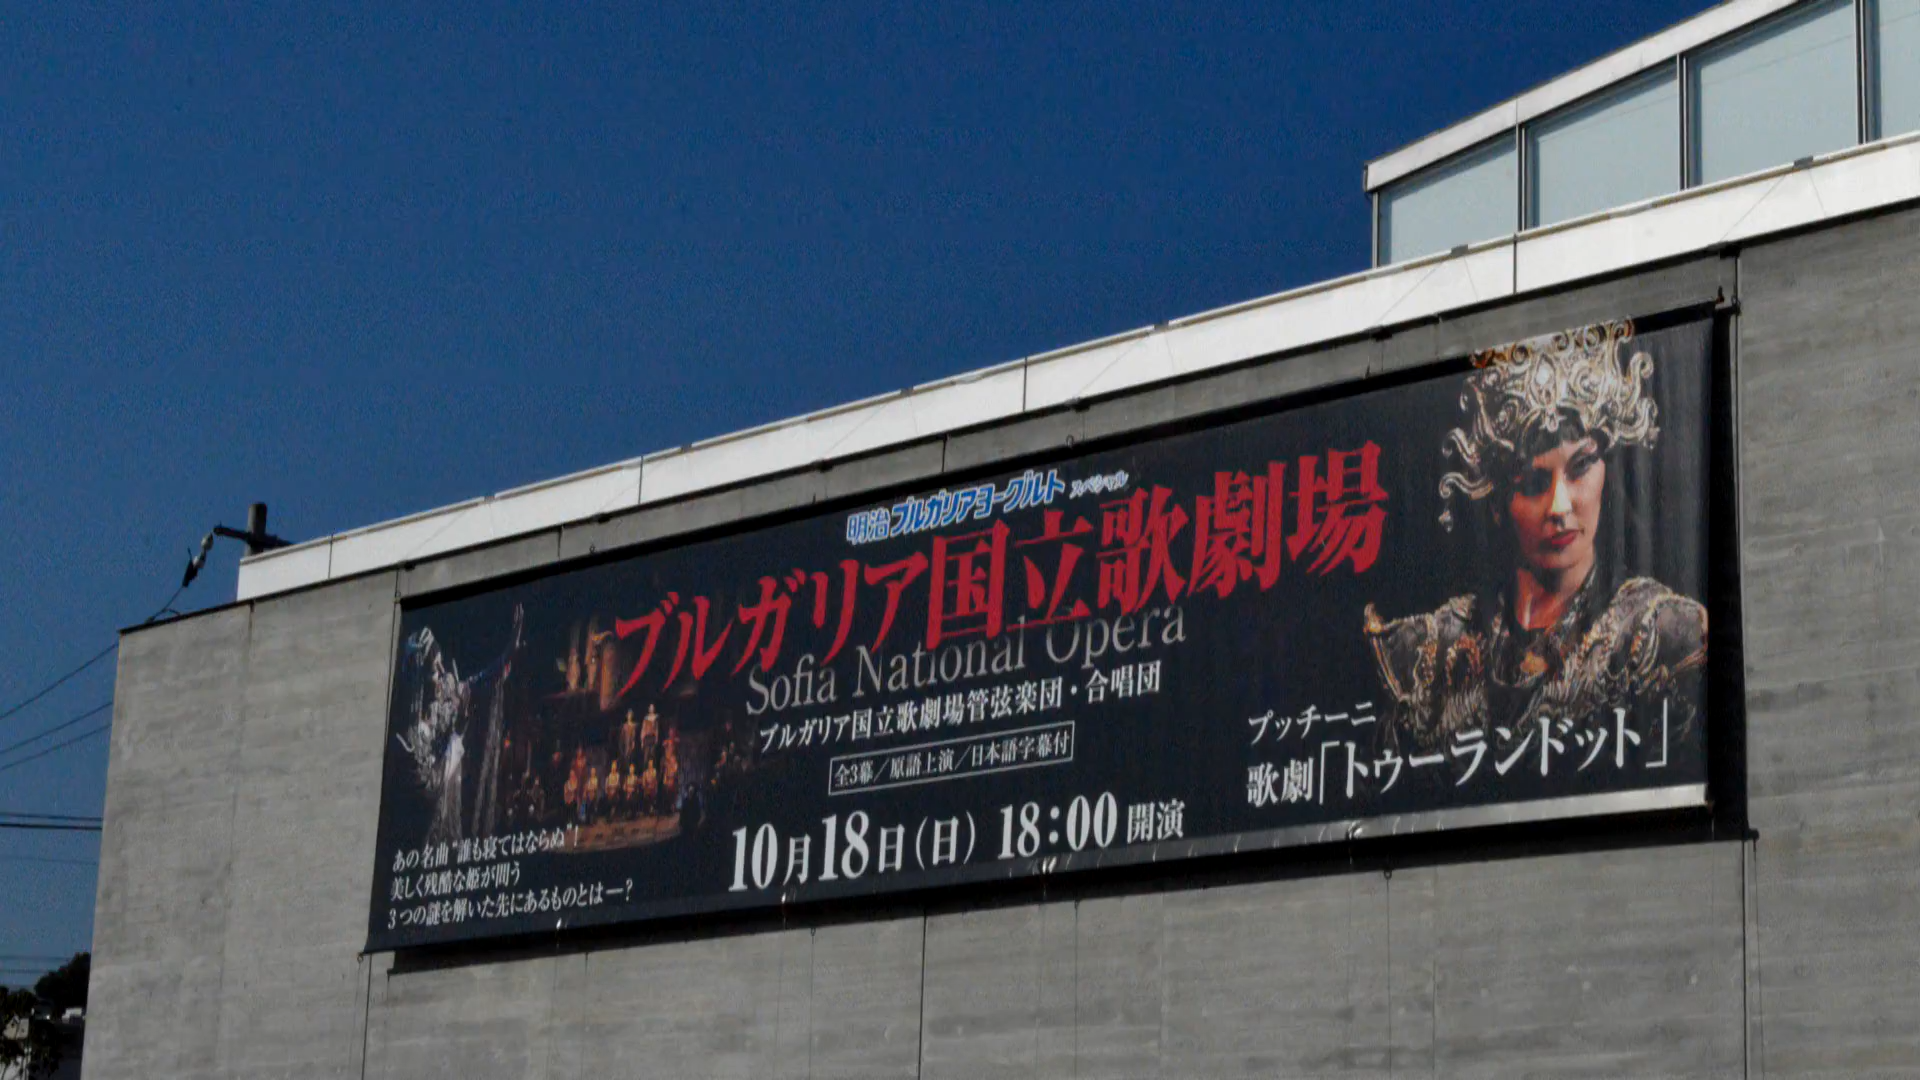 明治ブルガリアヨーグルト スペシャル
ブルガリア国立歌劇場
Sofia National Opera
ブルガリア国立歌劇場管弦楽団・合唱団
全3幕／原語上演／日本語字幕付
10月18日(日) 18:00開演
プッチーニ
歌劇「トゥーランドット」
あの名曲“誰も寝てはならぬ”!
美しく残酷な姫が問う
3つの謎を解いた先にあるものとは―?